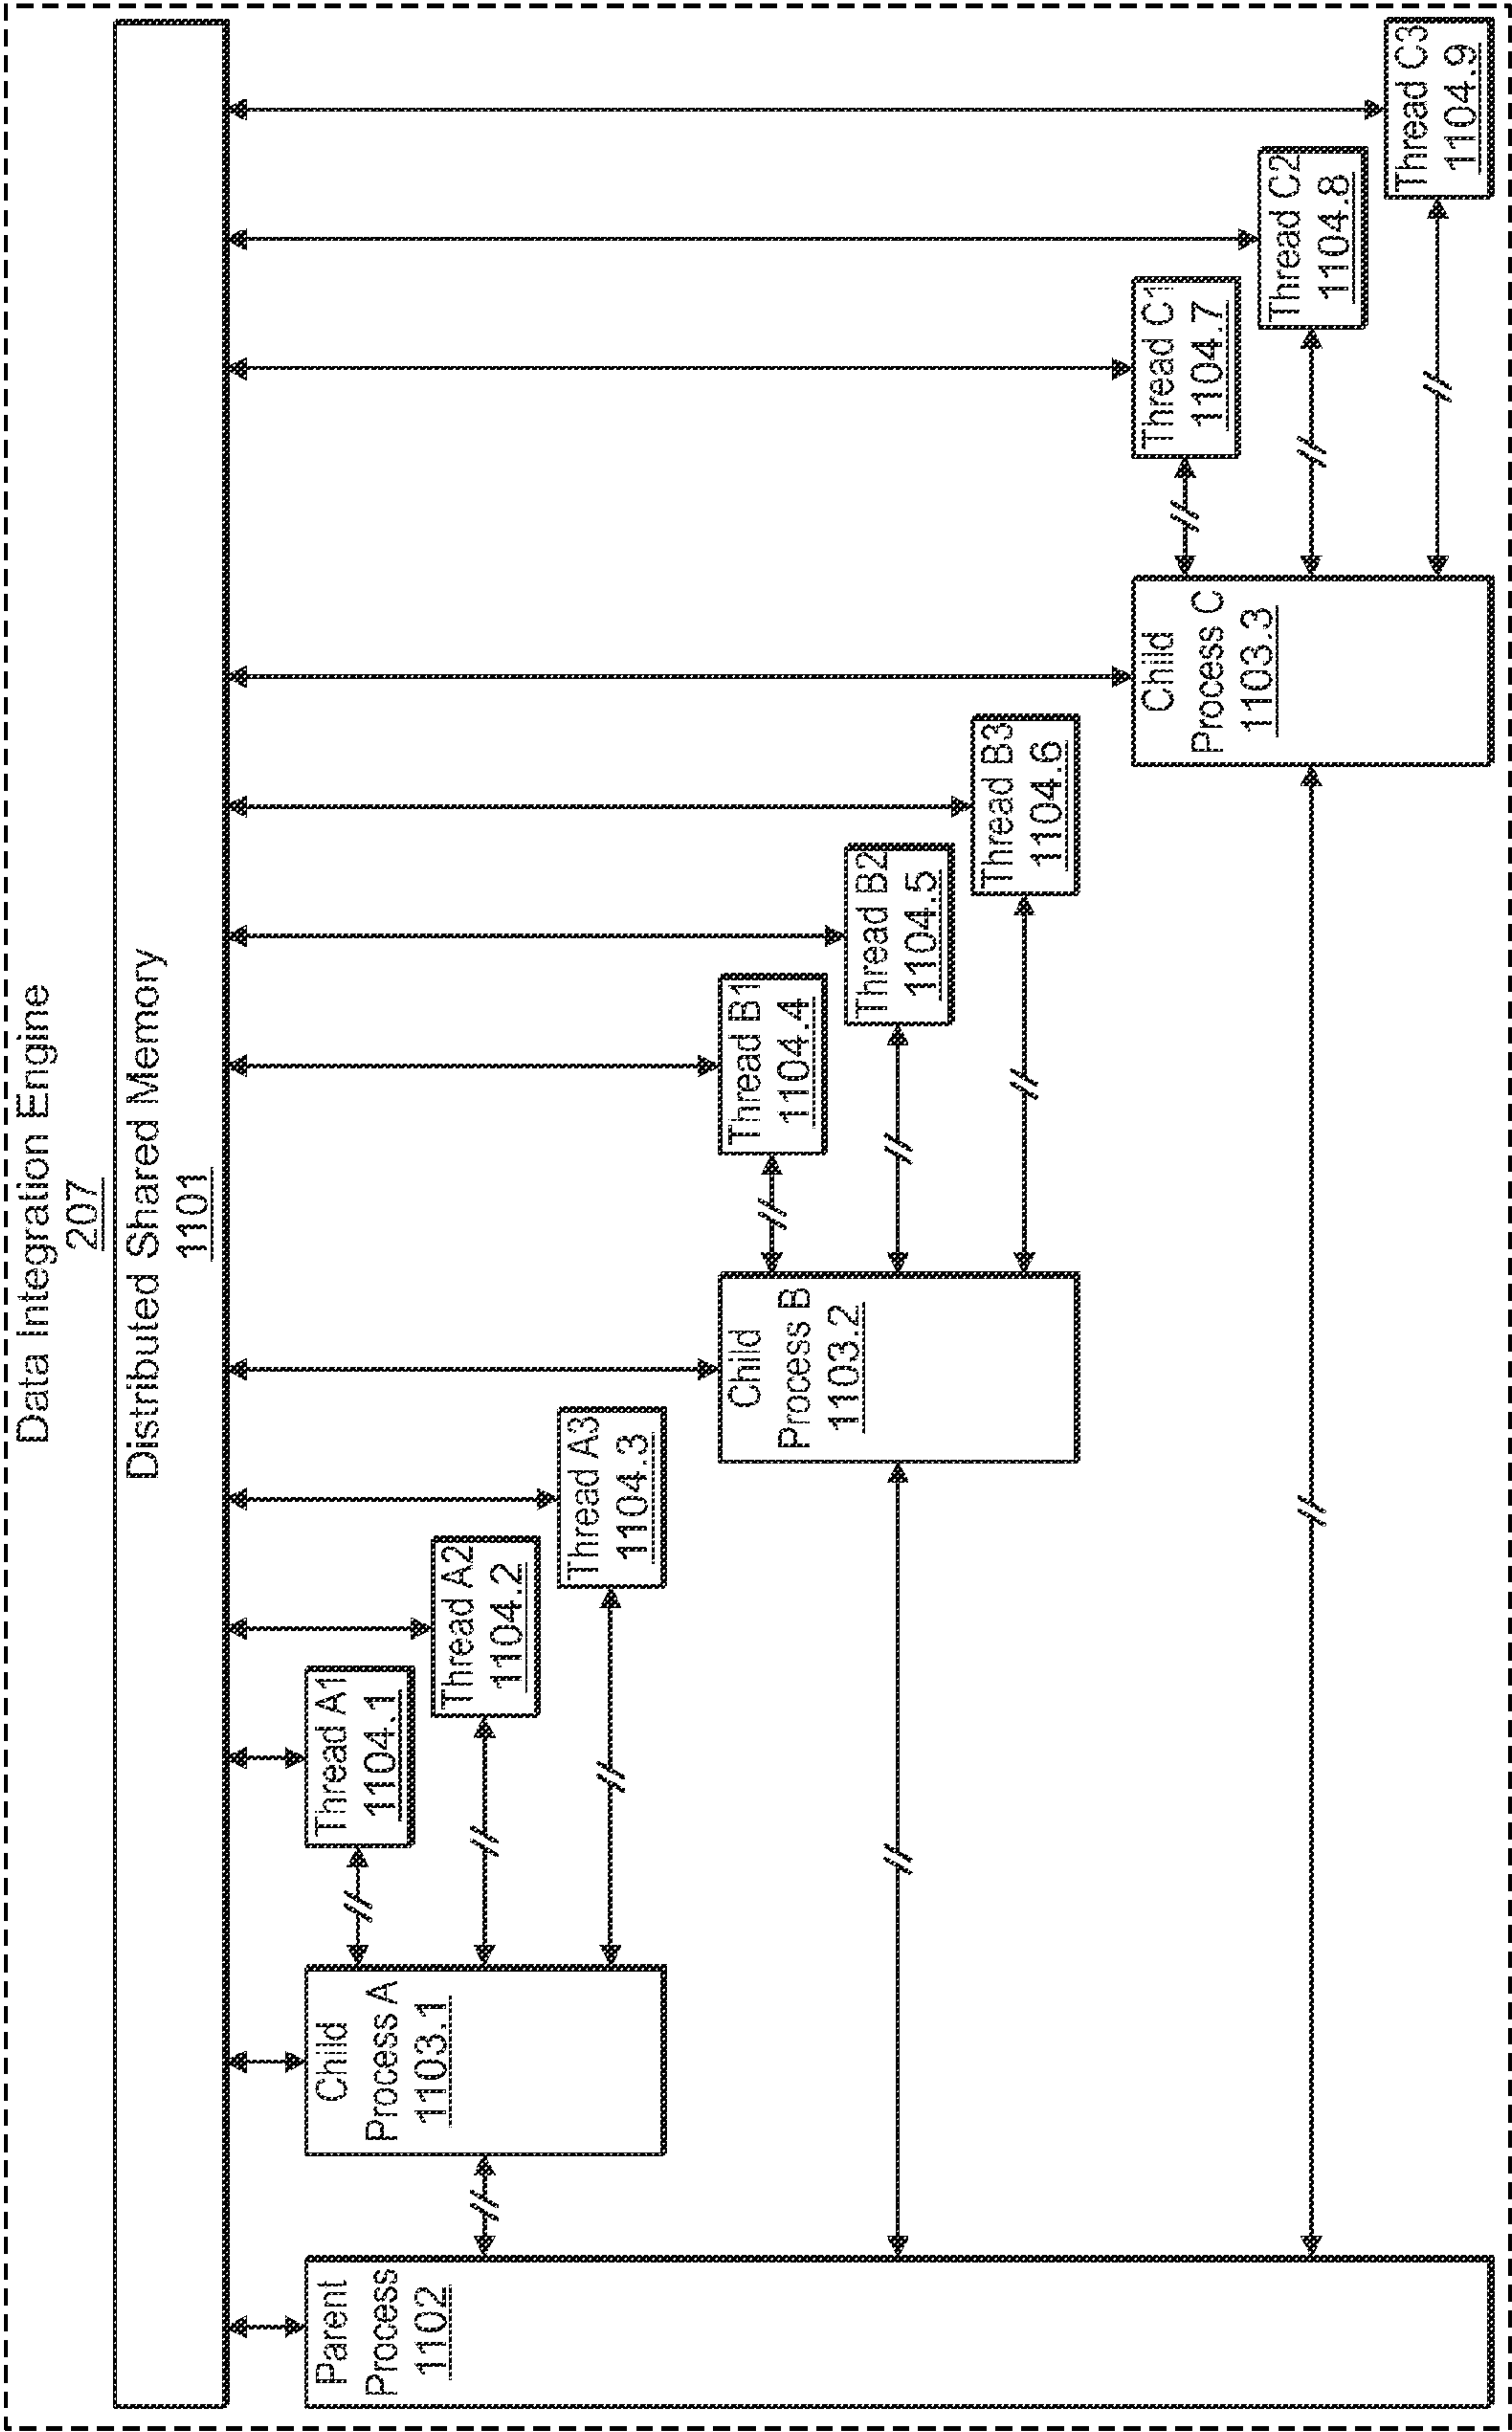 Data Integration Engine
207
Distributed Shared Memory
1101
Parent
Process
1102
Child
Process A
1103.1
Thread A1
1104.1
Thread A2
1104.2
Thread A3
1104.3
Child
Process B
1103.2
Thread B1
1104.4
Thread B2
1104.5
Thread B3
1104.6
Child
Process C
1103.3
Thread C1
1104.7
Thread C2
1104.8
Thread C3
1104.9